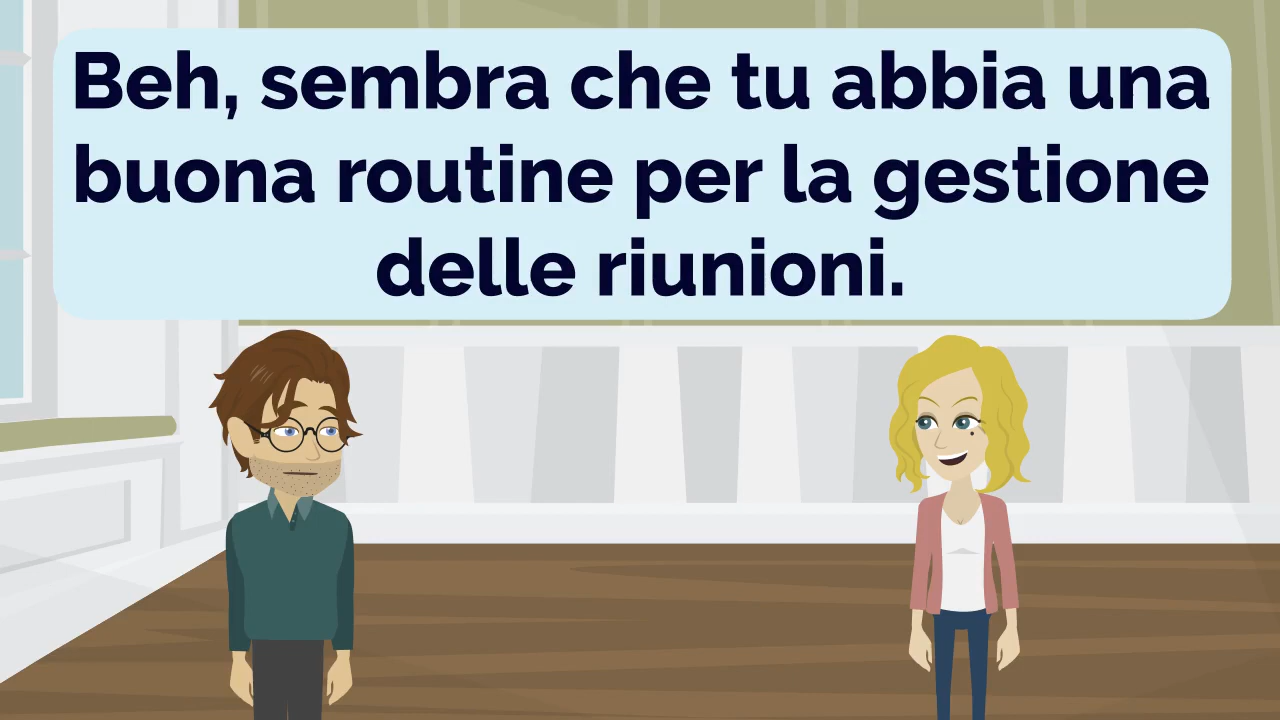 Beh, sembra che tu abbia una
buona routine per la gestione
delle riunioni.